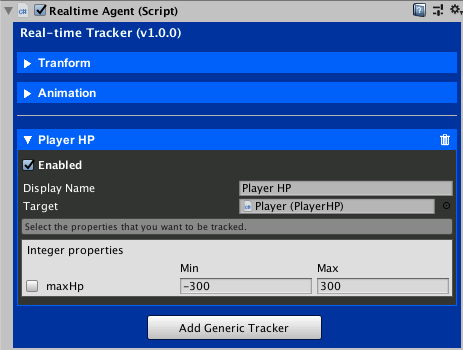 Realtime Agent (Script)
Real-time Tracker (v1.0.0)
Tranform
Animation
Player HP
Enabled
Display Name Player HP
Target Player (PlayerHP)
Select the properties that you want to be tracked.
Integer properties
Min Max
maxHp -300 300
Add Generic Tracker